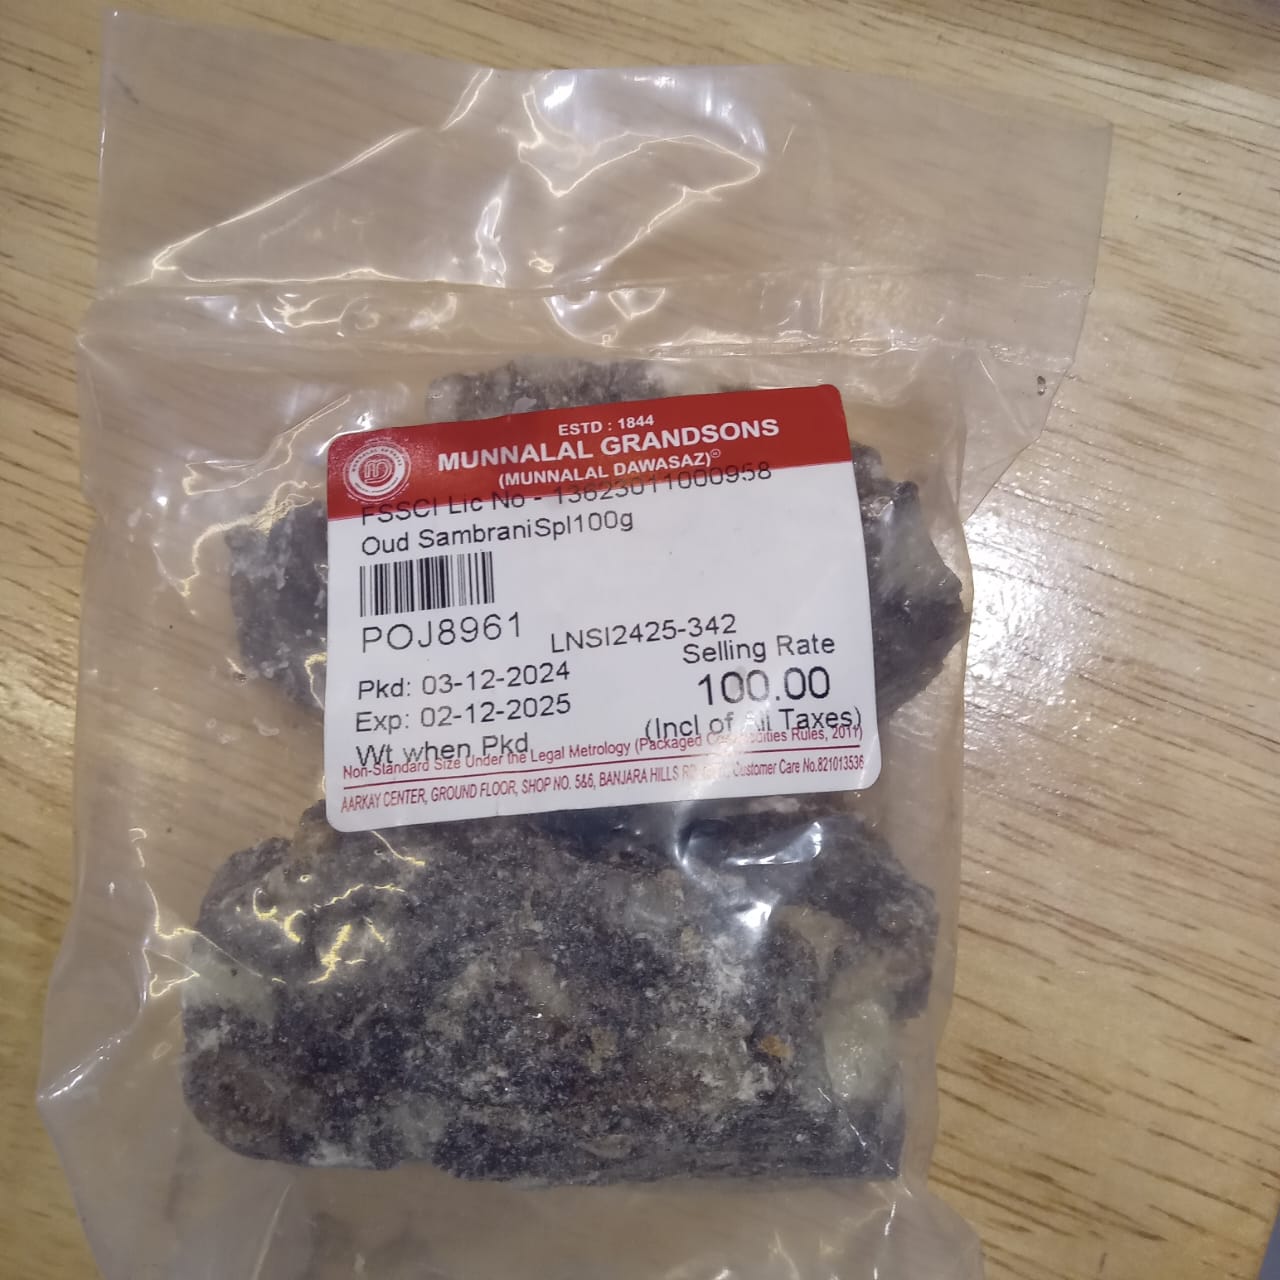 ESTD : 1844
MUNNALAL GRANDSONS
(MUNNALAL DAWASAZ)
FSSCI Lic No - 13623011000958
Oud SambraniSpl100g
POJ8961
LNSI2425-342
Selling Rate
100.00
Pkd: 03-12-2024
Exp: 02-12-2025
(Incl of All Taxes)
Wt when Pkd
Non-Standard Size Under the Legal Metrology (Packaged Commodities Rules, 2011)
AARKAY CENTER, GROUND FLOOR, SHOP NO. 5&6, BANJARA HILLS Customer Care No.821013536